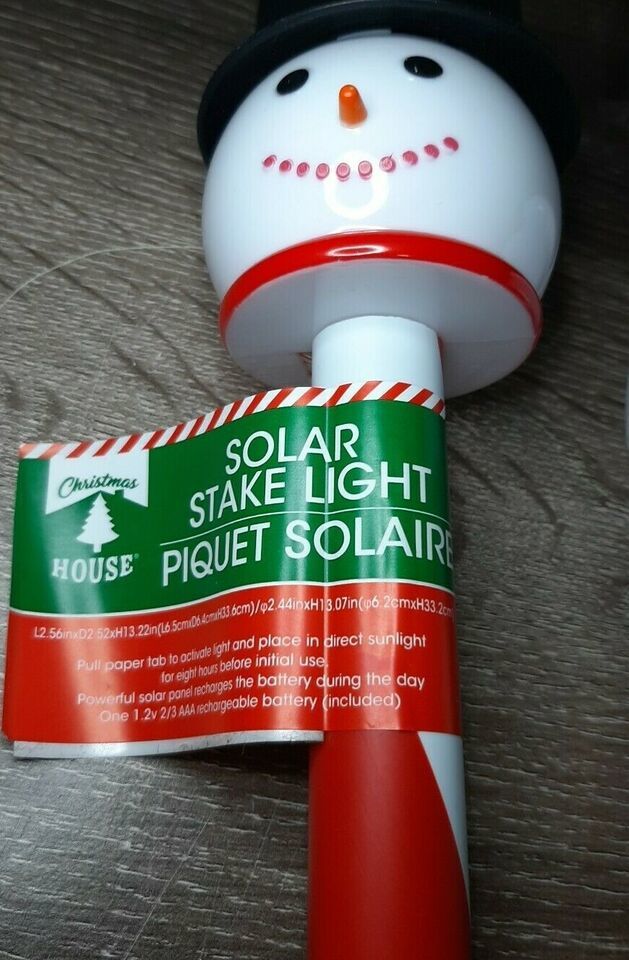 Christmas
HOUSE®
SOLAR
STAKE LIGHT
PIQUET SOLAIRE
L2.56inxD2 52xH13.22in(L6.5cmxD6.4cmxH33.6cm)/φ2.44inxH13.07in(φ6.2cmxH33.2cm
Pull paper tab to activate light and place in direct sunlight
for eight hours before initial use.
Powerful solar panel recharges the battery during the day
One 1.2v 2/3 AAA rechargeable battery (included)